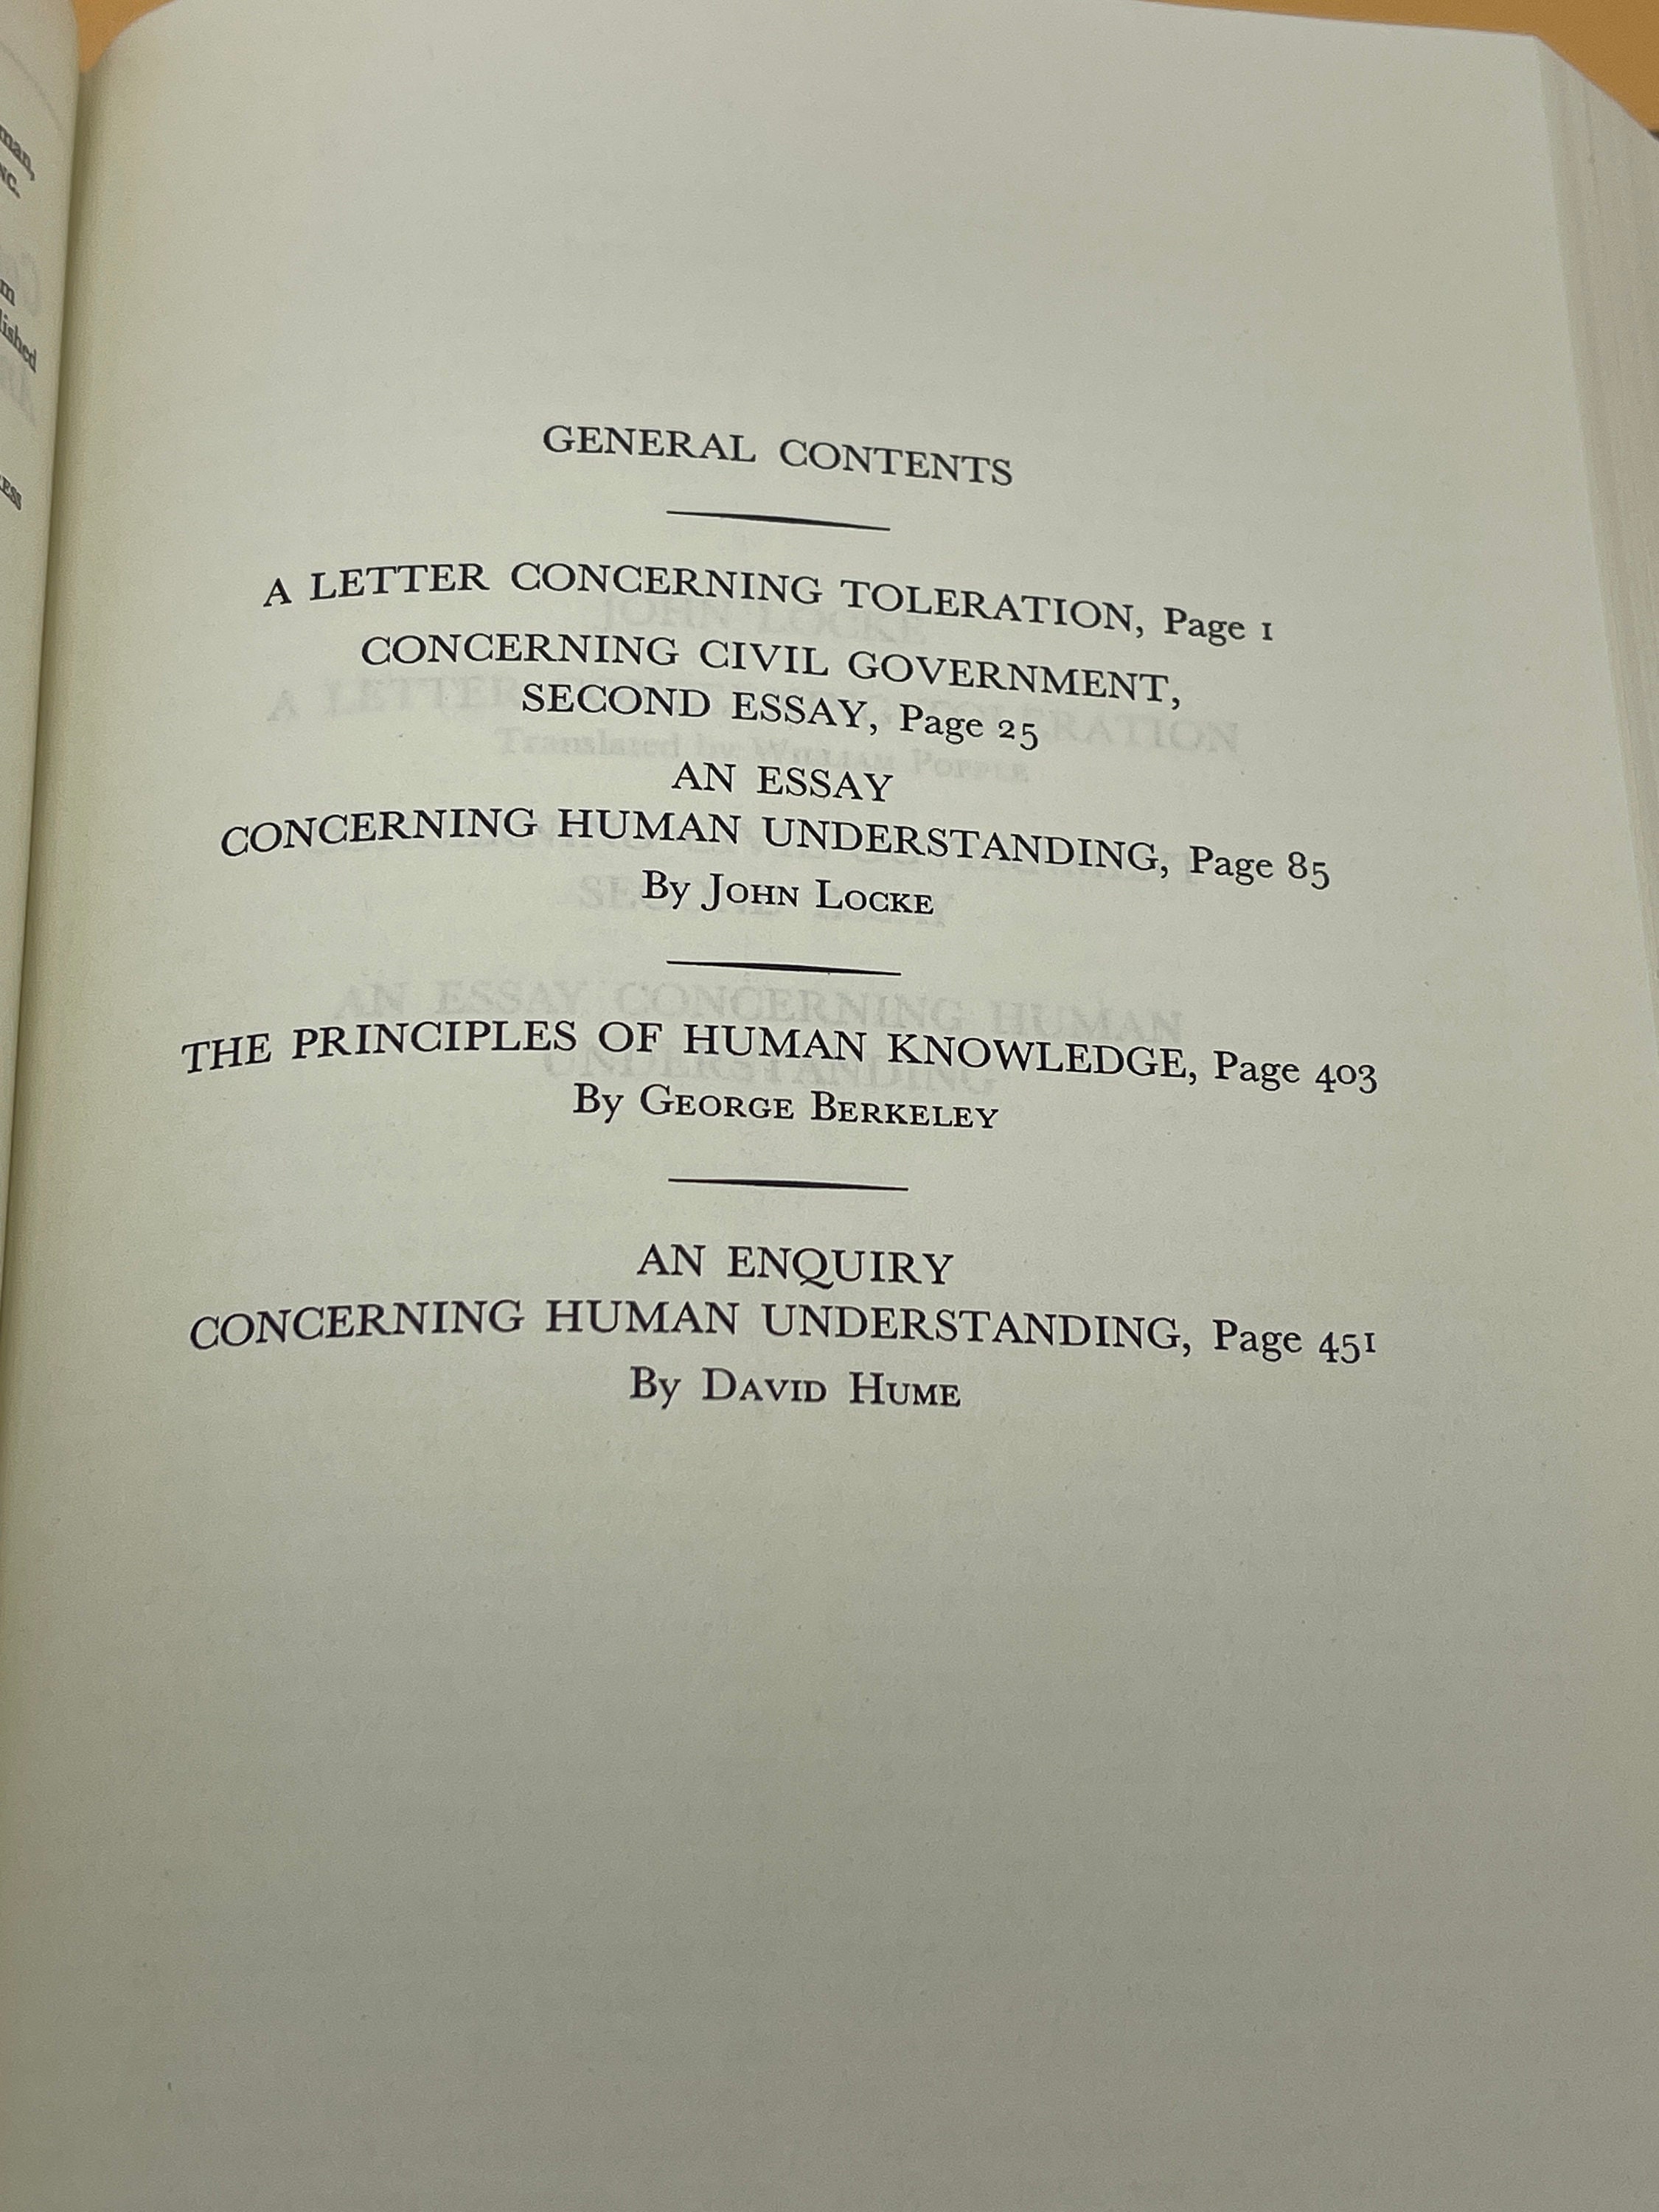 GENERAL CONTENTS
A LETTER CONCERNING TOLERATION, Page 1
CONCERNING CIVIL GOVERNMENT,
SECOND ESSAY, Page 25
AN ESSAY
CONCERNING HUMAN UNDERSTANDING, Page 85
By JOHN LOCKE
THE PRINCIPLES OF HUMAN KNOWLEDGE, Page 403
By GEORGE BERKELEY
AN ENQUIRY
CONCERNING HUMAN UNDERSTANDING, Page 451
By DAVID HUME